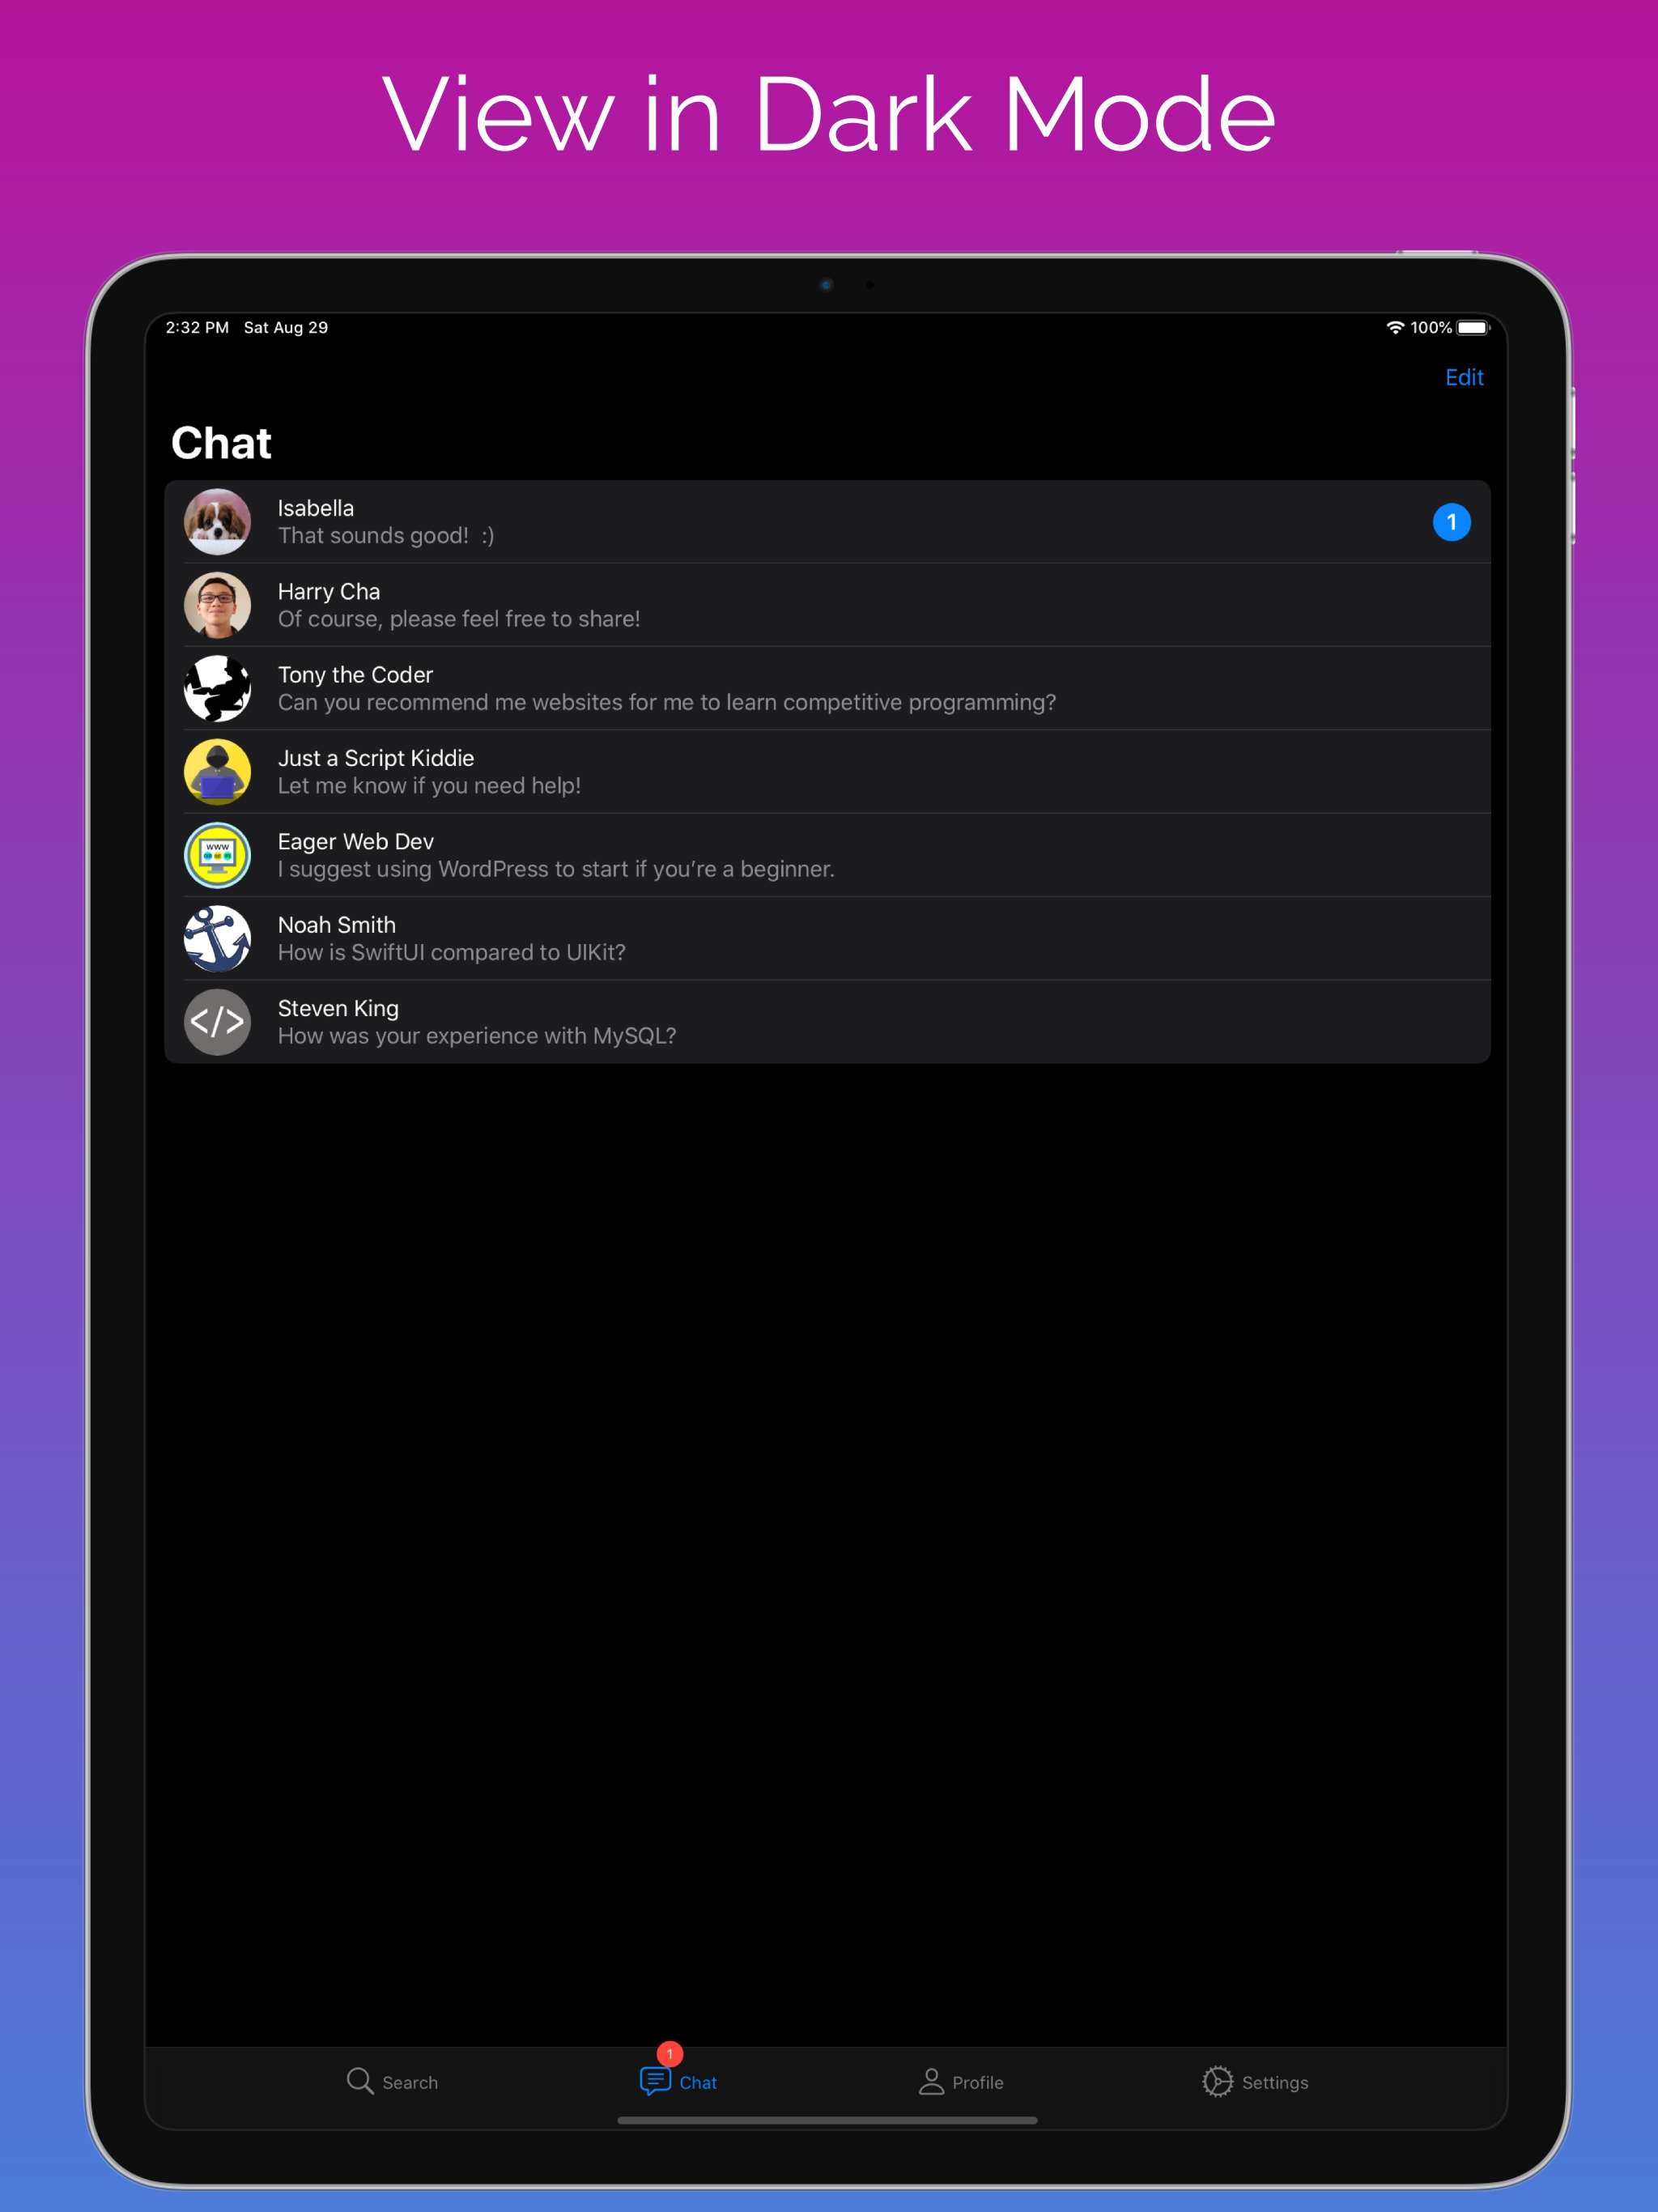 View in Dark Mode
2:32 PM Sat Aug 29
100%
Edit
Chat
Isabella
That sounds good!  :)
1
Harry Cha
Of course, please feel free to share!
Tony the Coder
Can you recommend me websites for me to learn competitive programming?
Just a Script Kiddie
Let me know if you need help!
WWW
Eager Web Dev
I suggest using WordPress to start if you’re a beginner.
Noah Smith
How is SwiftUI compared to UIKit?
</>
Steven King
How was your experience with MySQL?
1
Search
Chat
Profile
Settings